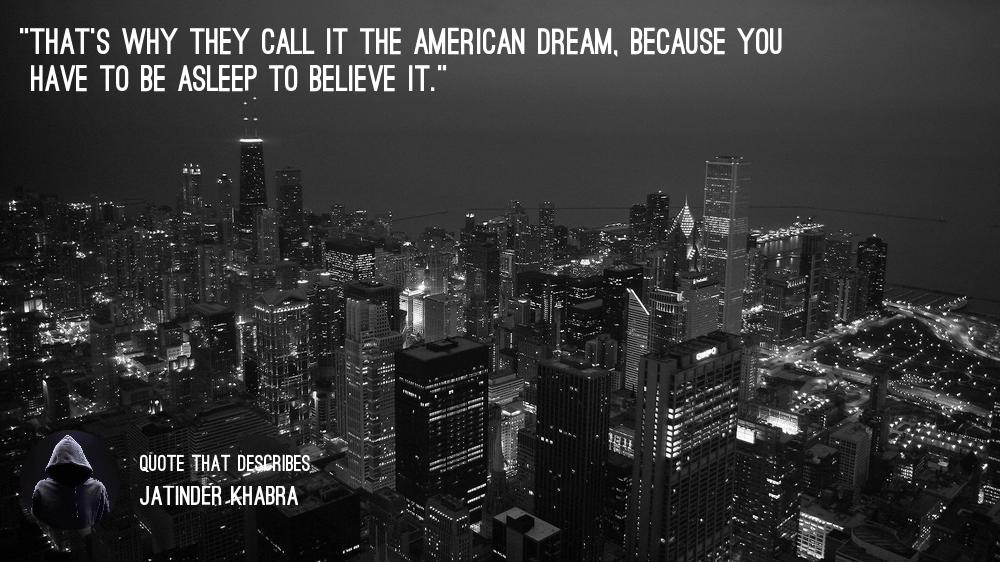 "THAT'S WHY THEY CALL IT THE AMERICAN DREAM, BECAUSE YOU
HAVE TO BE ASLEEP TO BELIEVE IT."
QUOTE THAT DESCRIBES
JATINDER KHABRA